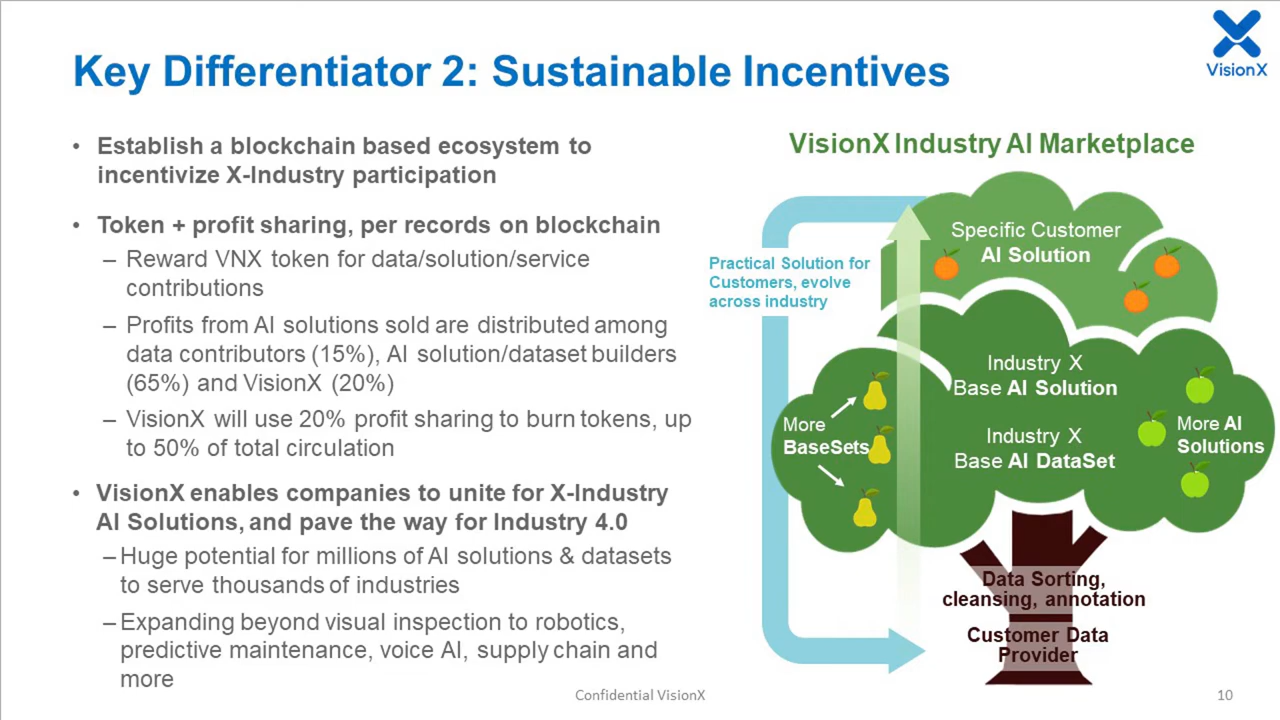 VisionX
Key Differentiator 2: Sustainable Incentives
• Establish a blockchain based ecosystem to
incentivize X-Industry participation
• Token + profit sharing, per records on blockchain
– Reward VNX token for data/solution/service
contributions
– Profits from AI solutions sold are distributed among
data contributors (15%), AI solution/dataset builders
(65%) and VisionX (20%)
– VisionX will use 20% profit sharing to burn tokens, up
to 50% of total circulation
• VisionX enables companies to unite for X-Industry
AI Solutions, and pave the way for Industry 4.0
– Huge potential for millions of AI solutions & datasets
to serve thousands of industries
– Expanding beyond visual inspection to robotics,
predictive maintenance, voice AI, supply chain and
more
VisionX Industry AI Marketplace
Specific Customer
AI Solution
Practical Solution for
Customers, evolve
across industry
Industry X
Base AI Solution
More
BaseSets
Industry X
Base AI DataSet
More AI
Solutions
Data Sorting,
cleansing, annotation
Customer Data
Provider
Confidential VisionX
10